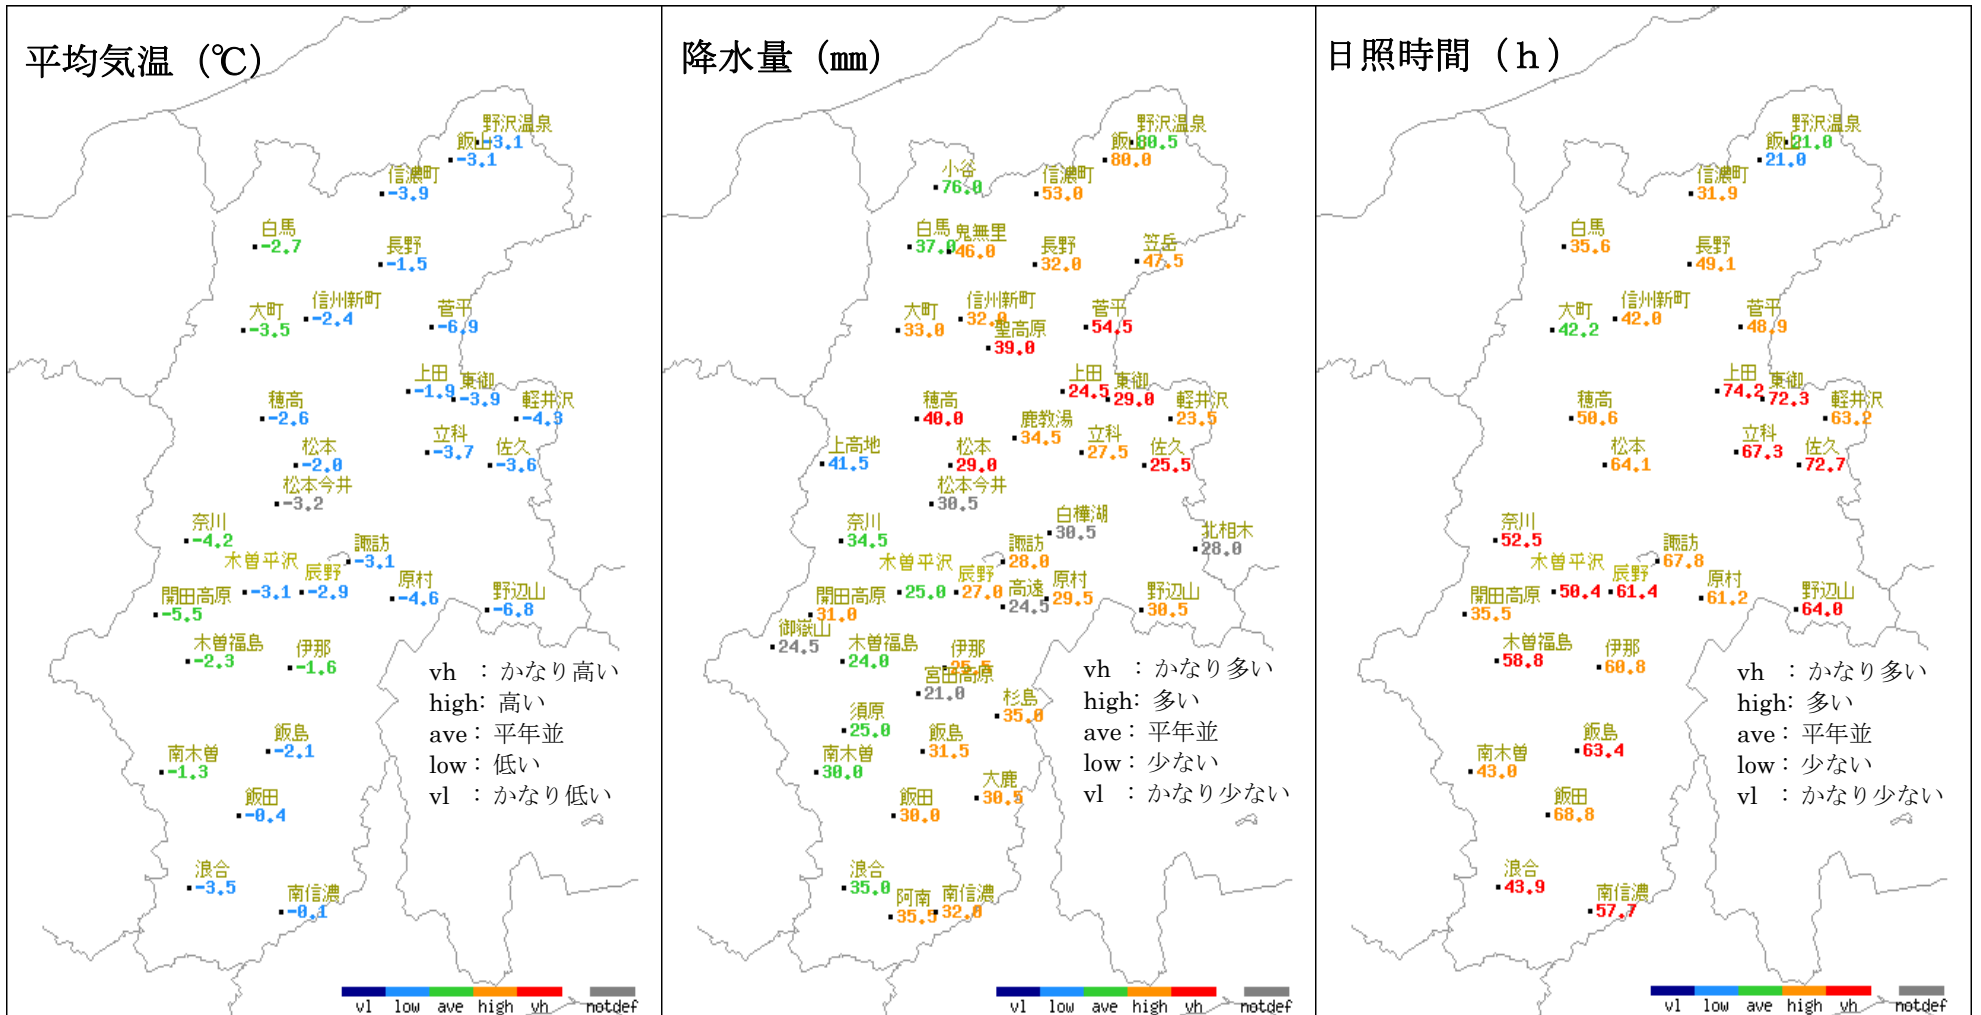 平均気温（℃）
野沢温泉
-3.1
飯山
-3.1
信濃町
-3.9
白馬
-2.7
長野
-1.5
大町
-3.5
信州新町
-2.4
菅平
-6.9
上田
-1.9
東御
-3.9
穂高
-2.6
軽井沢
-4.3
松本
-2.0
立科
-3.7
佐久
-3.6
松本今井
-3.2
奈川
-4.2
諏訪
-3.1
木曽平沢
-3.1
辰野
-2.9
開田高原
-5.5
原村
-4.6
野辺山
-6.8
木曽福島
-2.3
伊那
-1.6
飯島
-2.1
南木曽
-1.3
飯田
-0.4
浪合
-3.5
南信濃
-0.1
vh ：かなり高い
high: 高い
ave：平年並
low：低い
vl ：かなり低い
vl low ave high vh notdef
降水量（mm）
野沢温泉
80.5
飯山
80.0
小谷
76.0
信濃町
53.0
白馬
37.0
鬼無里
46.0
長野
32.0
笠岳
47.5
大町
33.0
信州新町
32.0
菅平
54.5
聖高原
39.0
上田
24.5
東御
29.0
穂高
40.0
軽井沢
23.5
鹿教湯
34.5
上高地
41.5
松本
29.0
立科
27.5
佐久
25.5
松本今井
30.5
奈川
34.5
白樺湖
30.5
北相木
28.0
諏訪
28.0
木曽平沢
25.0
辰野
27.0
高遠
24.5
原村
29.5
開田高原
31.0
野辺山
30.5
御嶽山
24.5
木曽福島
24.0
伊那
25.5
宮田高原
21.0
杉島
35.0
須原
25.0
飯島
31.5
南木曽
30.0
大鹿
30.5
飯田
30.0
浪合
35.0
阿南
35.5
南信濃
32.0
vh ：かなり多い
high: 多い
ave：平年並
low：少ない
vl ：かなり少ない
vl low ave high vh notdef
日照時間（ｈ）
野沢温泉
21.0
飯山
21.0
信濃町
31.9
白馬
35.6
長野
49.1
大町
42.2
信州新町
42.0
菅平
48.9
上田
74.2
東御
72.3
穂高
50.6
軽井沢
63.2
松本
64.1
立科
67.3
佐久
72.7
奈川
52.5
諏訪
67.8
木曽平沢
50.4
辰野
61.4
開田高原
35.5
原村
61.2
野辺山
64.0
木曽福島
58.8
伊那
60.8
飯島
63.4
南木曽
43.0
飯田
68.8
浪合
43.9
南信濃
57.7
vh ：かなり多い
high: 多い
ave：平年並
low：少ない
vl ：かなり少ない
vl low ave high vh notdef